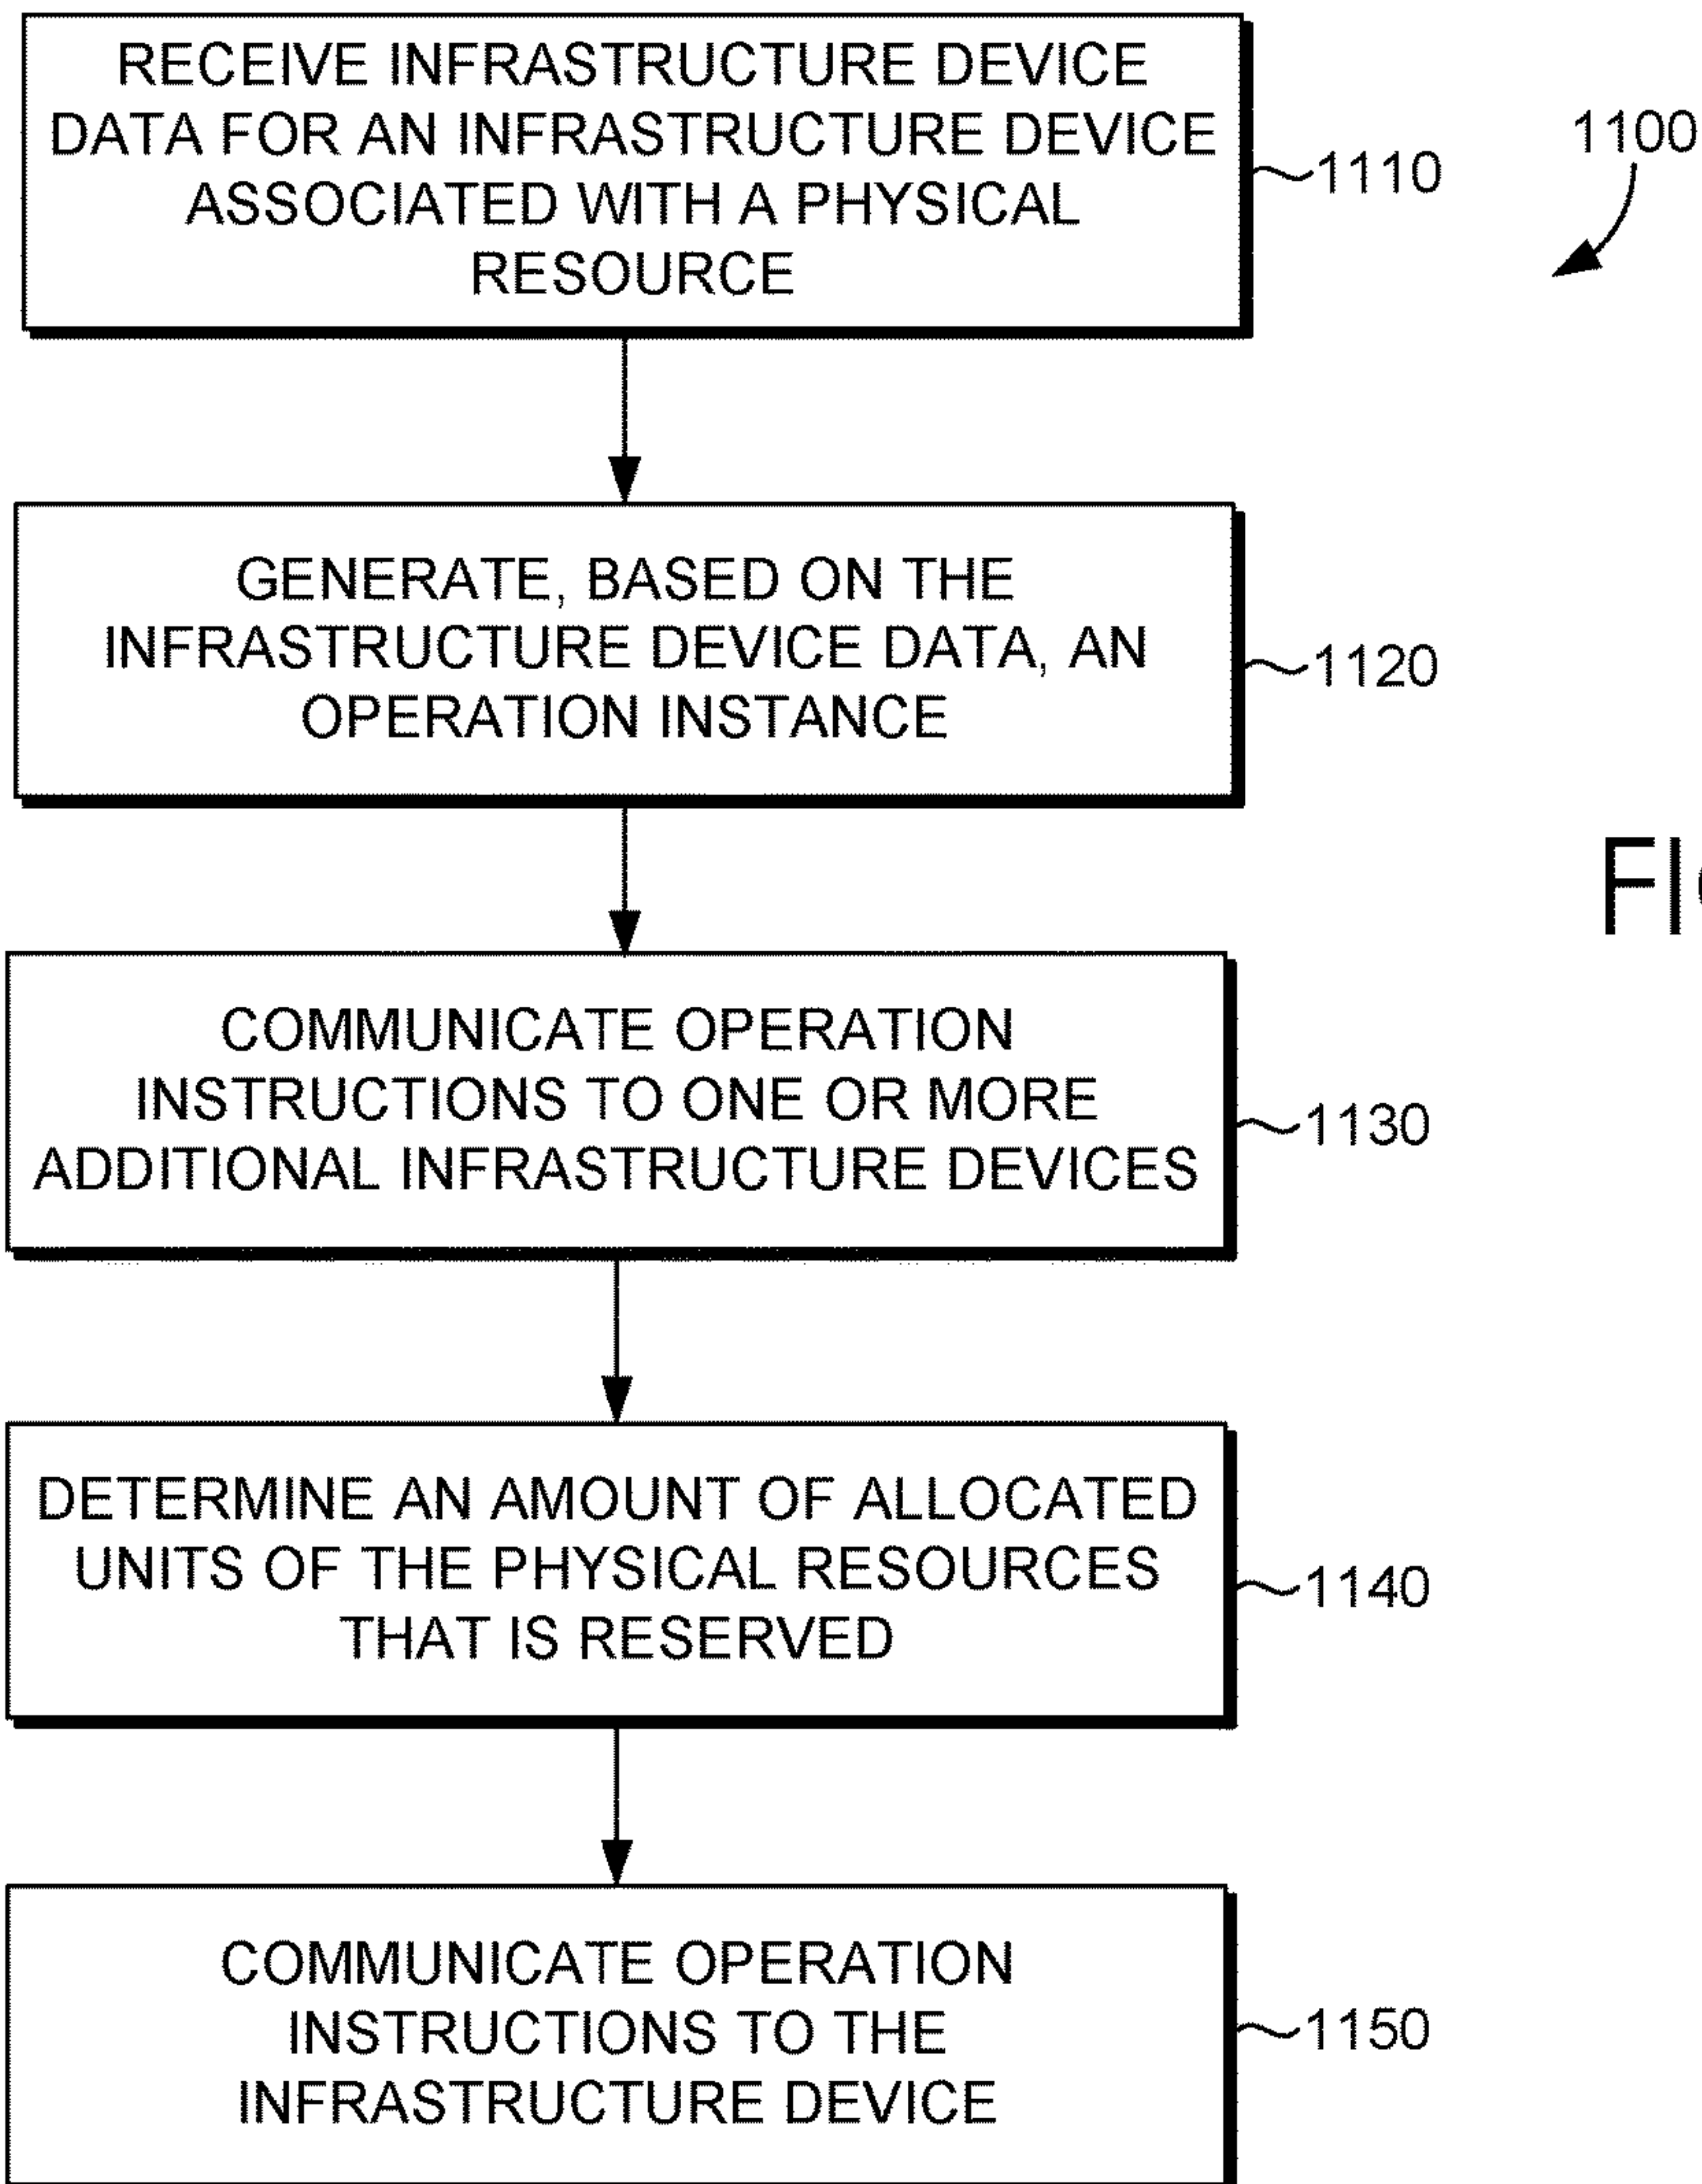 RECEIVE INFRASTRUCTURE DEVICE
DATA FOR AN INFRASTRUCTURE DEVICE
ASSOCIATED WITH A PHYSICAL
RESOURCE
1110
1100
GENERATE, BASED ON THE
INFRASTRUCTURE DEVICE DATA, AN
OPERATION INSTANCE
1120
COMMUNICATE OPERATION
INSTRUCTIONS TO ONE OR MORE
ADDITIONAL INFRASTRUCTURE DEVICES
1130
DETERMINE AN AMOUNT OF ALLOCATED
UNITS OF THE PHYSICAL RESOURCES
THAT IS RESERVED
1140
COMMUNICATE OPERATION
INSTRUCTIONS TO THE
INFRASTRUCTURE DEVICE
1150